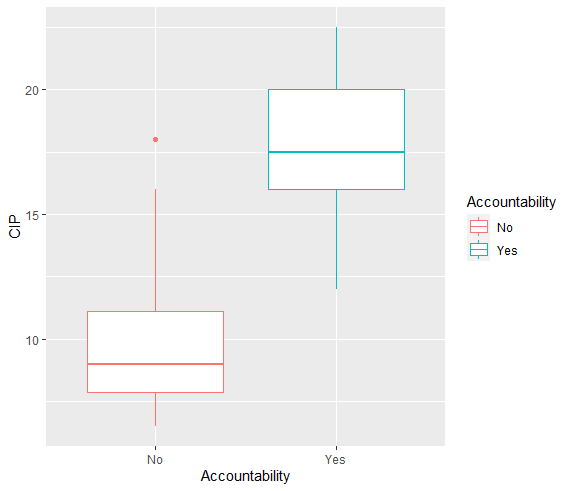 CIP
20
15
10
No
Yes
Accountability
Accountability
No
Yes